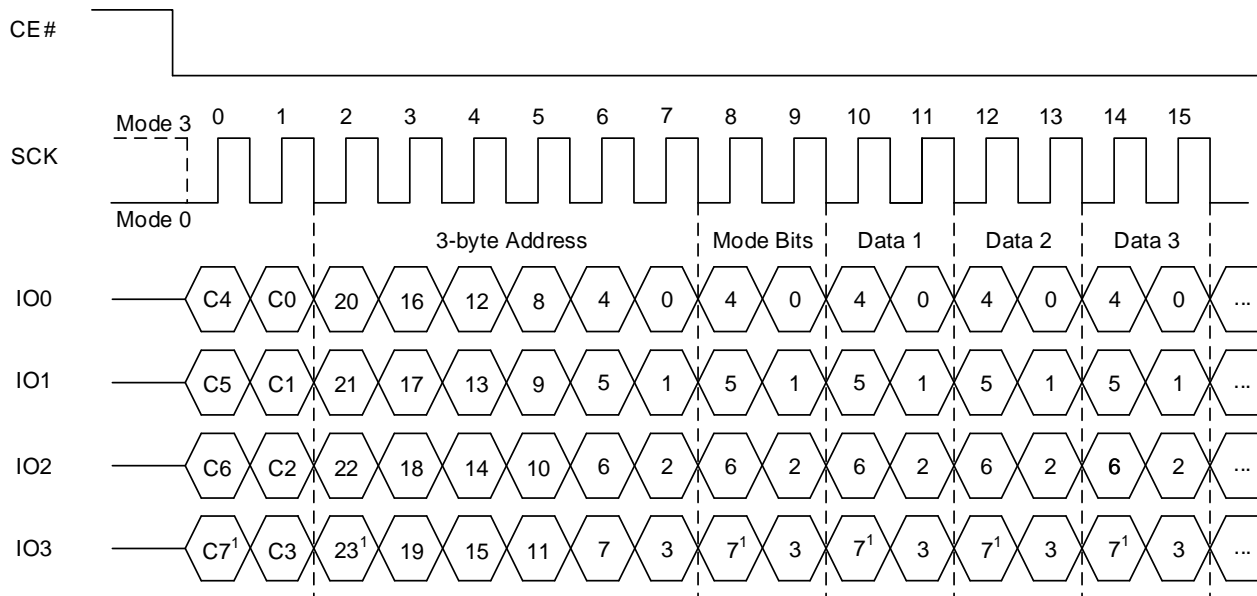 CE#
Mode 3 0 1 2 3 4 5 6 7 8 9 10 11 12 13 14 15
SCK
Mode 0
3-byte Address Mode Bits Data 1 Data 2 Data 3
IO0 C4 C0 20 16 12 8 4 0 4 0 4 0 4 0 4 0 ...
IO1 C5 C1 21 17 13 9 5 1 5 1 5 1 5 1 5 1 ...
IO2 C6 C2 22 18 14 10 6 2 6 2 6 2 6 2 6 2 ...
IO3 C7¹ C3 23¹ 19 15 11 7 3 7¹ 3 7¹ 3 7¹ 3 7¹ 3 ...